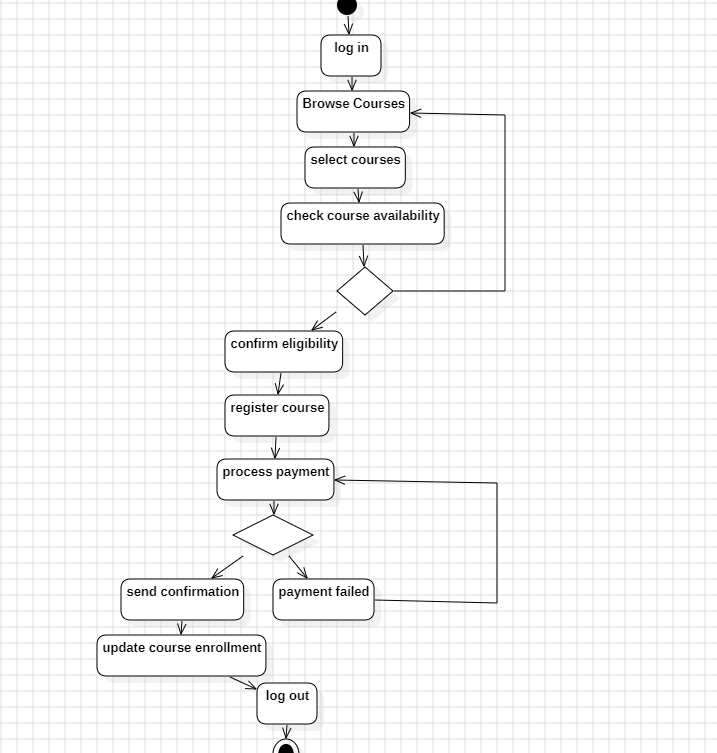 log in
Browse Courses
select courses
check course availability
confirm eligibility
register course
process payment
send confirmation
payment failed
update course enrollment
log out